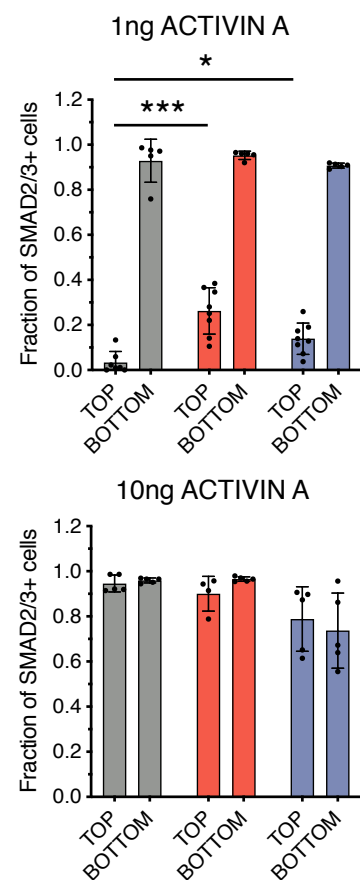 1ng ACTIVIN A
*
***
Fraction of SMAD2/3+ cells
1.2
1.0
0.8
0.6
0.4
0.2
0.0
TOP
BOTTOM
TOP
BOTTOM
TOP
BOTTOM
10ng ACTIVIN A
Fraction of SMAD2/3+ cells
1.2
1.0
0.8
0.6
0.4
0.2
0.0
TOP
BOTTOM
TOP
BOTTOM
TOP
BOTTOM